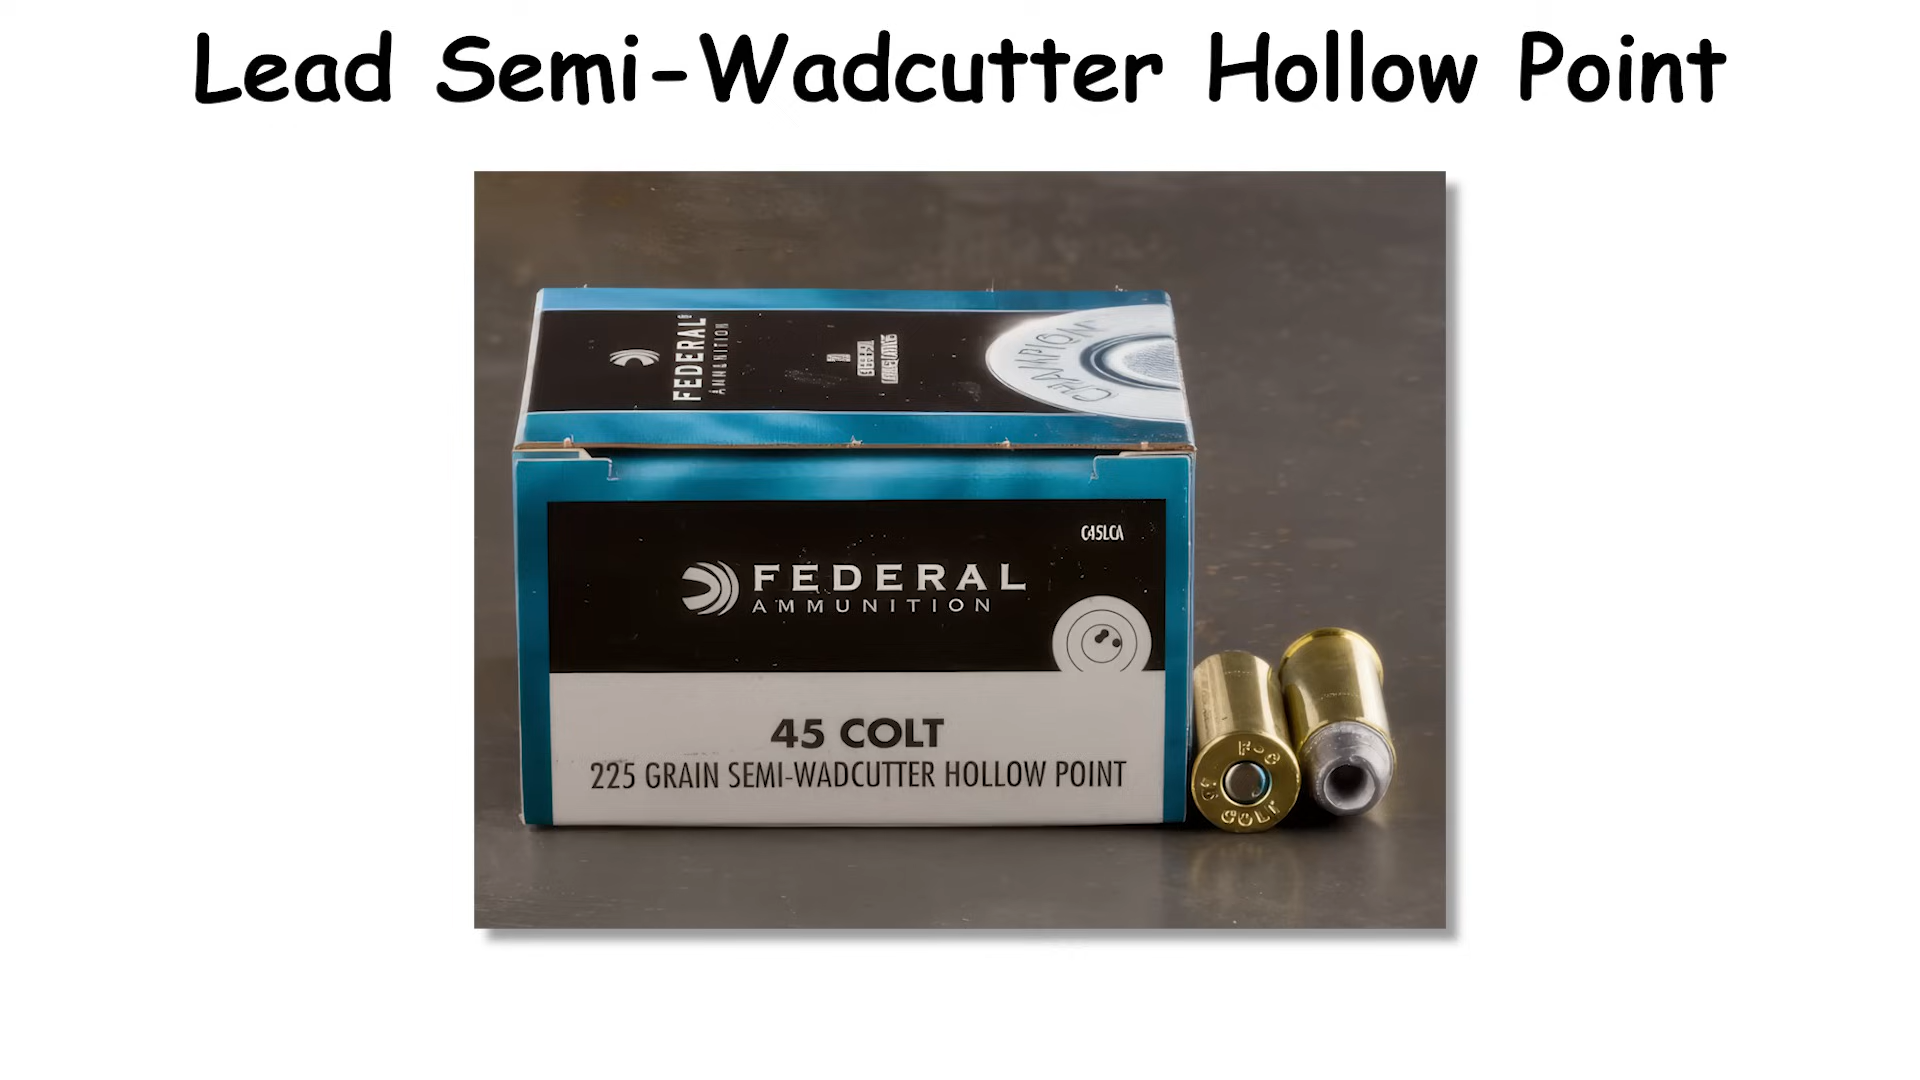 Lead Semi-Wadcutter Hollow Point
FEDERAL
AMMUNITION
CHAMPION
C45LCA
FEDERAL
AMMUNITION
45 COLT
225 GRAIN SEMI-WADCUTTER HOLLOW POINT
F·C
45 COLT